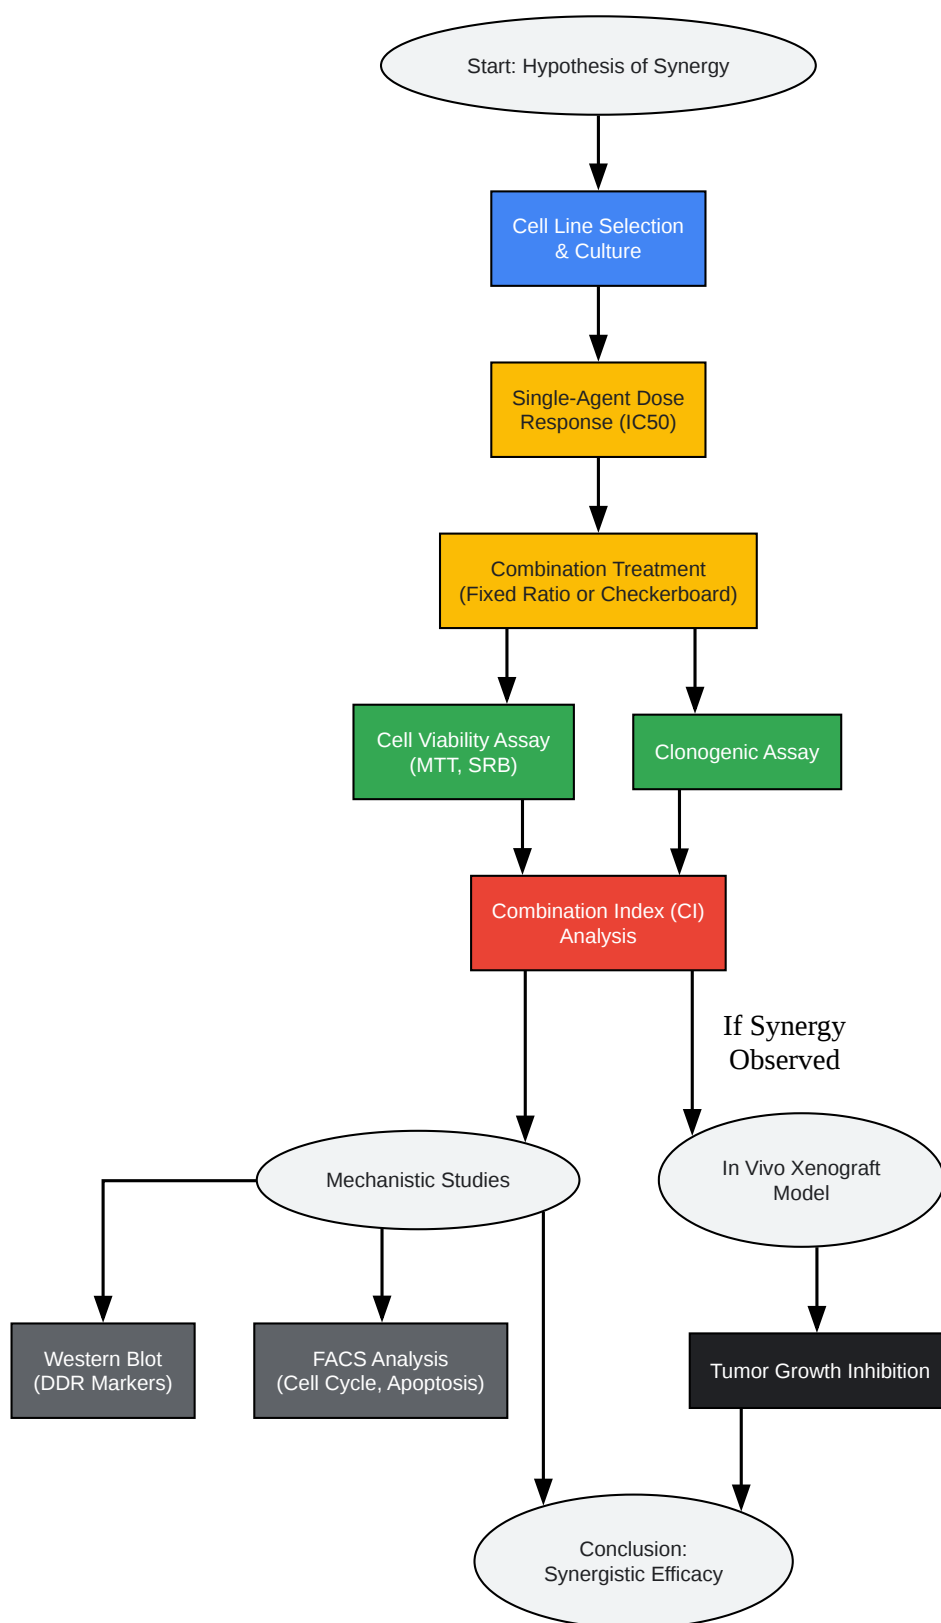 Start: Hypothesis of Synergy
Cell Line Selection
& Culture
Single-Agent Dose
Response (IC50)
Combination Treatment
(Fixed Ratio or Checkerboard)
Cell Viability Assay
(MTT, SRB)
Clonogenic Assay
Combination Index (CI)
Analysis
If Synergy
Observed
Mechanistic Studies
In Vivo Xenograft
Model
Western Blot
(DDR Markers)
FACS Analysis
(Cell Cycle, Apoptosis)
Tumor Growth Inhibition
Conclusion:
Synergistic Efficacy